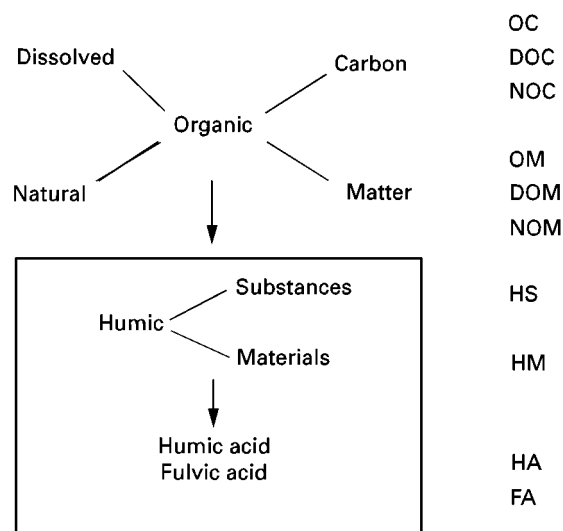 OC
Dissolved
DOC
Carbon
NOC
Organic
OM
Natural
Matter
DOM
NOM
Substances
HS
Humic
Materials
HM
Humic acid
HA
Fulvic acid
FA